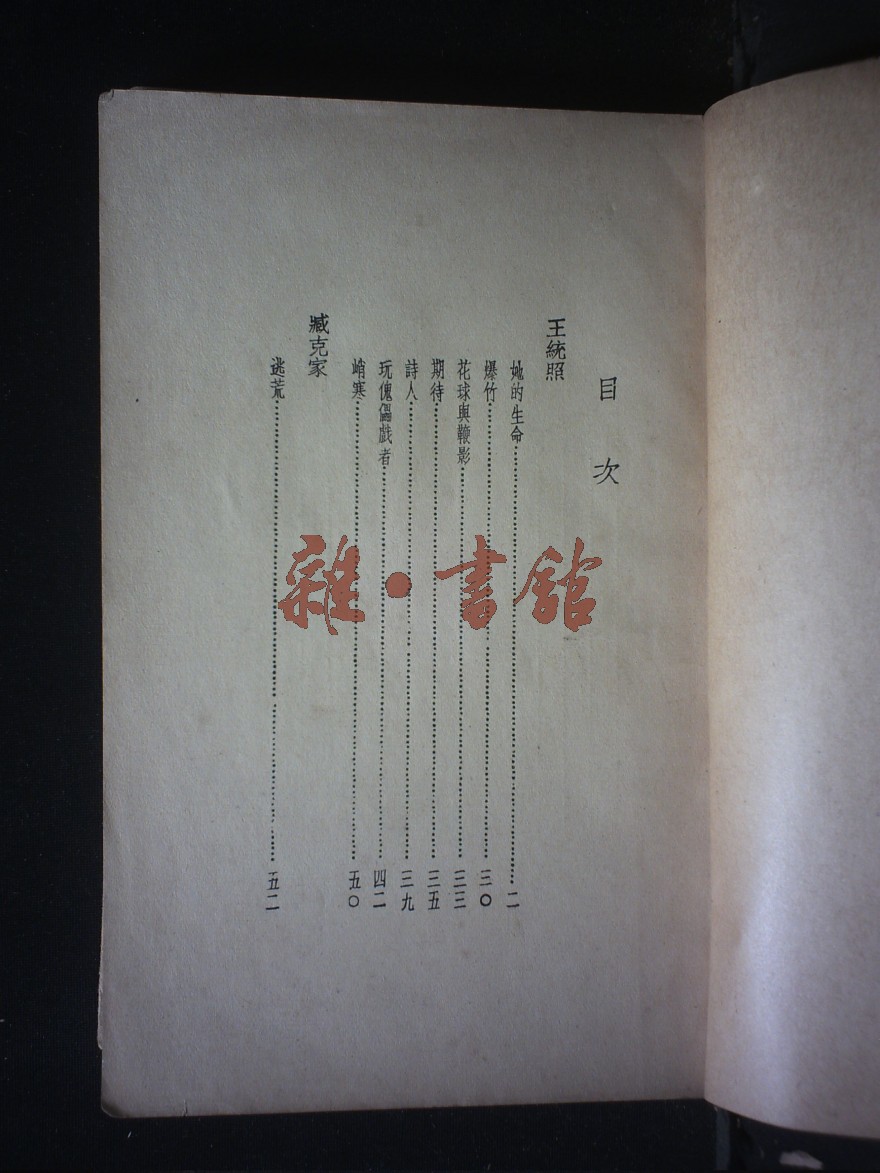 目次
王統照
她的生命……二
爆竹……三〇
花球與鞭影……三三
期待……三五
詩人……三九
玩傀儡戲者……四二
峭寒……五〇
臧克家
逃荒……五二
雜·書館